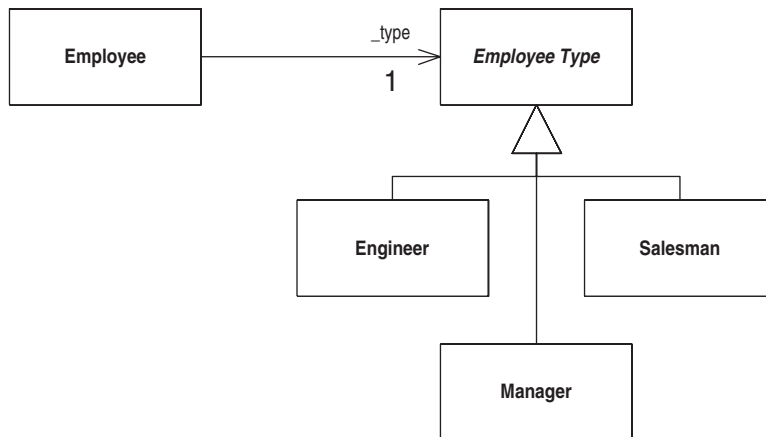 _type
Employee
Employee Type
1
Engineer
Salesman
Manager